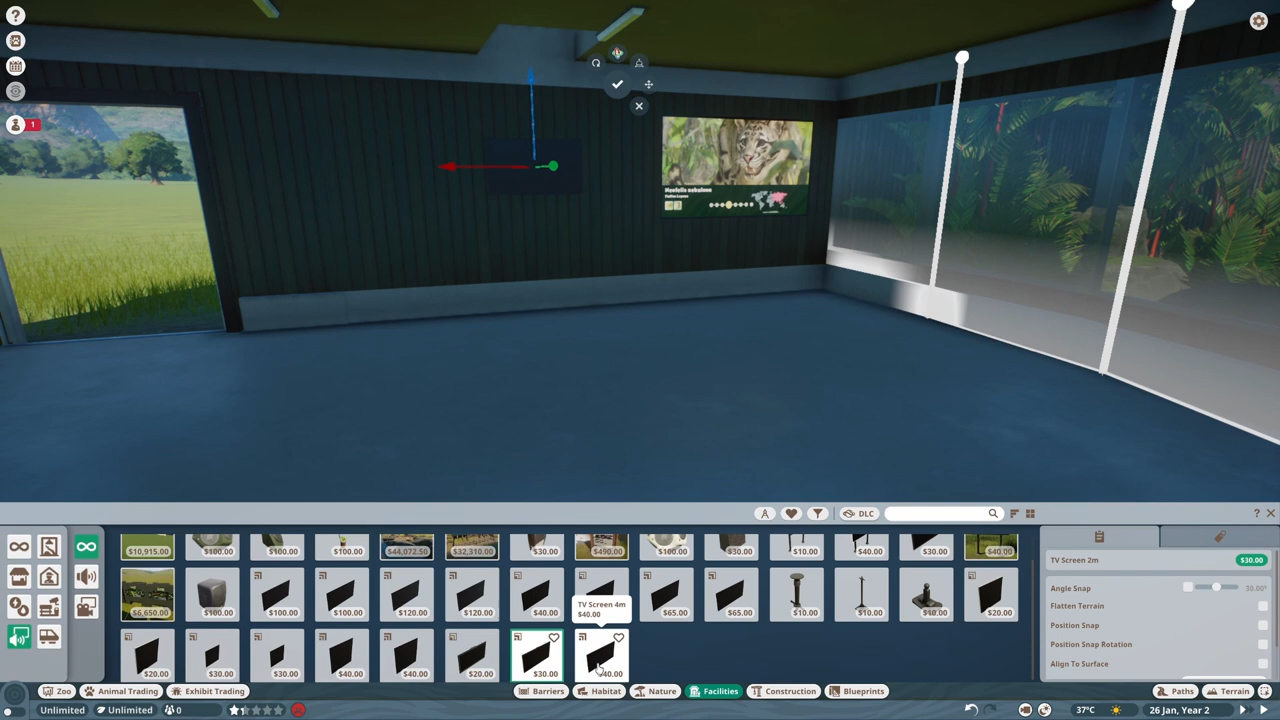 ?
1
Neofelis nebulosa
DLC
?
$10,915.00
$100.00
$100.00
$100.00
$44,072.50
$32,310.00
$30.00
$490.00
$100.00
$30.00
$10.00
$40.00
$30.00
$40.00
$6,650.00
$100.00
$100.00
$100.00
$120.00
$120.00
$40.00
TV Screen 4m
$40.00
$65.00
$65.00
$10.00
$10.00
$10.00
$20.00
$20.00
$30.00
$30.00
$40.00
$40.00
$20.00
$30.00
$40.00
TV Screen 2m
$30.00
Angle Snap
30.00°
Flatten Terrain
Position Snap
Position Snap Rotation
Align To Surface
Zoo
Animal Trading
Exhibit Trading
Barriers
Habitat
Nature
Facilities
Construction
Blueprints
Paths
Terrain
Unlimited
Unlimited
0
37°C
26 Jan, Year 2